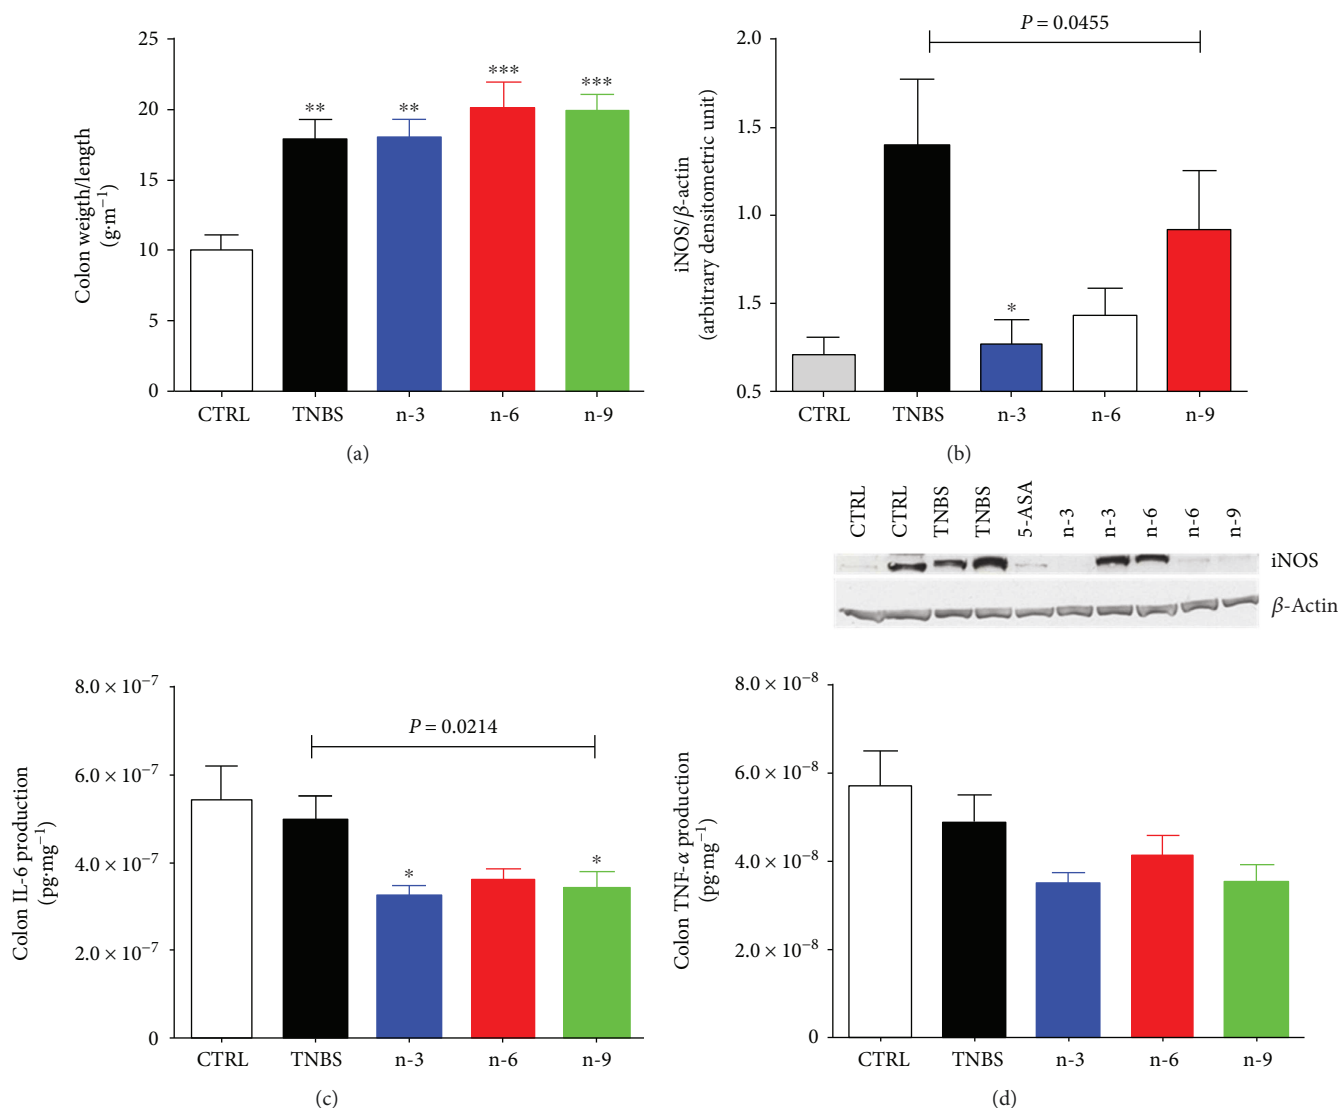 25
20
15
10
5
0
Colon weigth/length
(g·m⁻¹)
**
**
***
***
CTRL TNBS n-3 n-6 n-9
(a)
P = 0.0455
2.0
1.5
1.0
1.5
0.5
iNOS/β-actin
(arbitrary densitometric unit)
*
CTRL TNBS n-3 n-6 n-9
(b)
CTRL CTRL TNBS TNBS 5-ASA n-3 n-3 n-6 n-6 n-9
iNOS
β-Actin
8.0 × 10⁻⁷
6.0 × 10⁻⁷
4.0 × 10⁻⁷
2.0 × 10⁻⁷
0
Colon IL-6 production
(pg·mg⁻¹)
P = 0.0214
*
*
CTRL TNBS n-3 n-6 n-9
(c)
8.0 × 10⁻⁸
6.0 × 10⁻⁸
4.0 × 10⁻⁸
2.0 × 10⁻⁸
0
Colon TNF-α production
(pg·mg⁻¹)
CTRL TNBS n-3 n-6 n-9
(d)